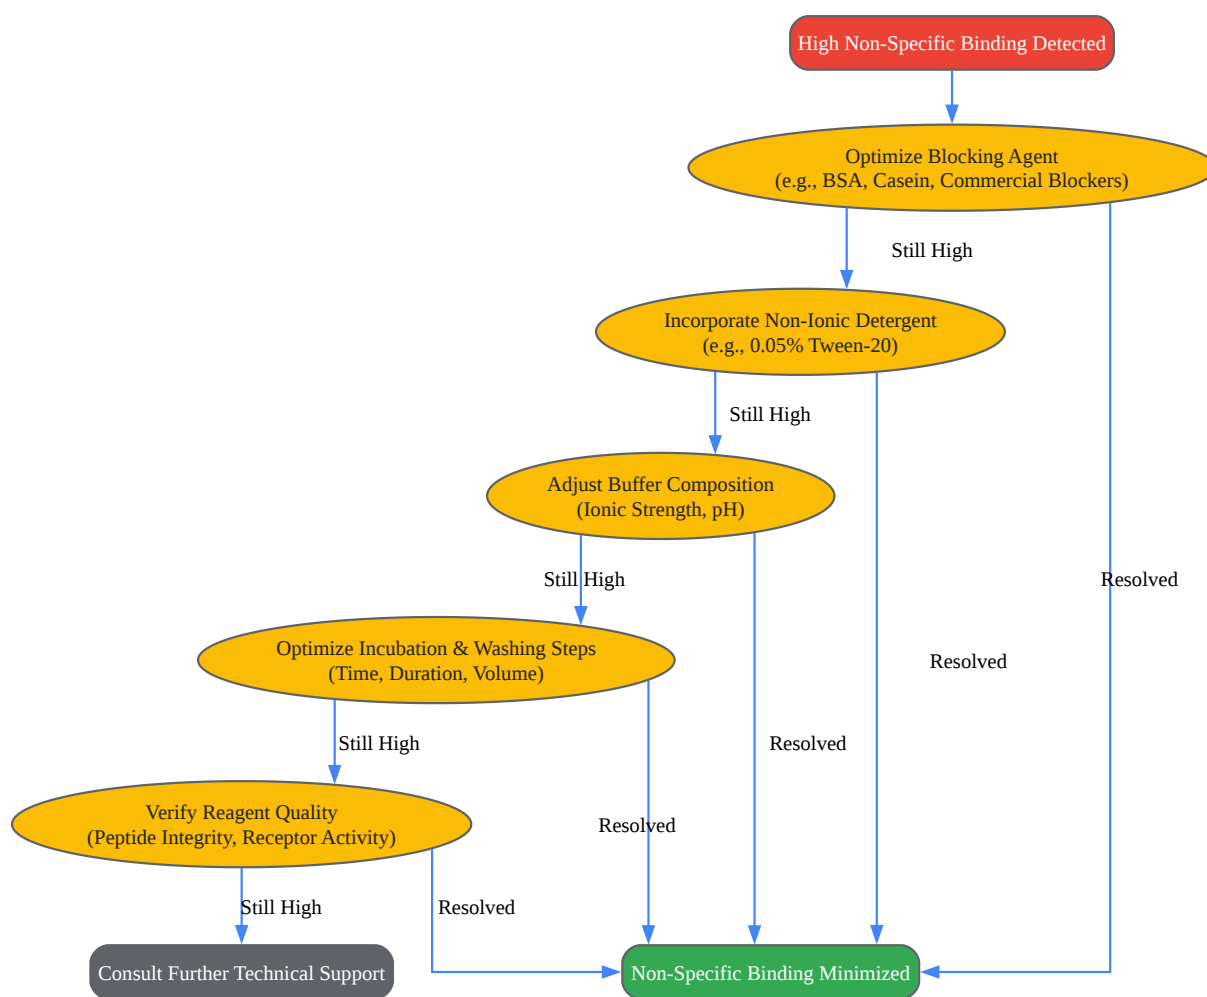 High Non-Specific Binding Detected
Optimize Blocking Agent
(e.g., BSA, Casein, Commercial Blockers)
Still High
Incorporate Non-Ionic Detergent
(e.g., 0.05% Tween-20)
Still High
Adjust Buffer Composition
(Ionic Strength, pH)
Still High
Resolved
Optimize Incubation & Washing Steps
(Time, Duration, Volume)
Resolved
Still High
Resolved
Verify Reagent Quality
(Peptide Integrity, Receptor Activity)
Resolved
Still High
Resolved
Consult Further Technical Support
Non-Specific Binding Minimized